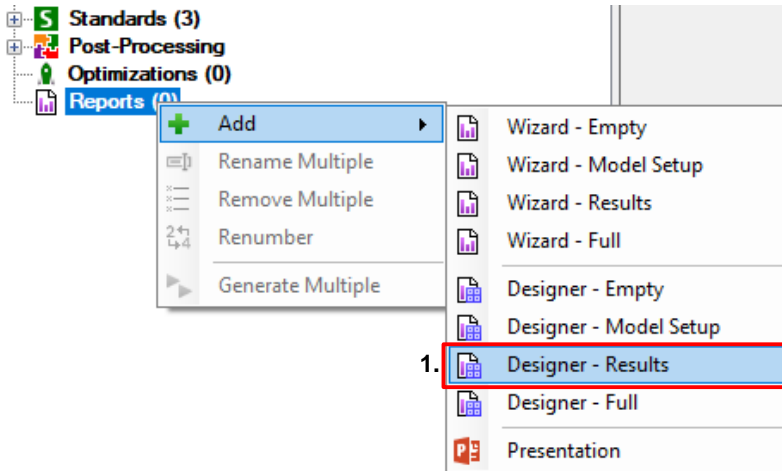 Standards (3)
Post-Processing
Optimizations (0)
Reports (0)
Add
Rename Multiple
Remove Multiple
Renumber
Generate Multiple
Wizard - Empty
Wizard - Model Setup
Wizard - Results
Wizard - Full
Designer - Empty
Designer - Model Setup
1. Designer - Results
Designer - Full
Presentation